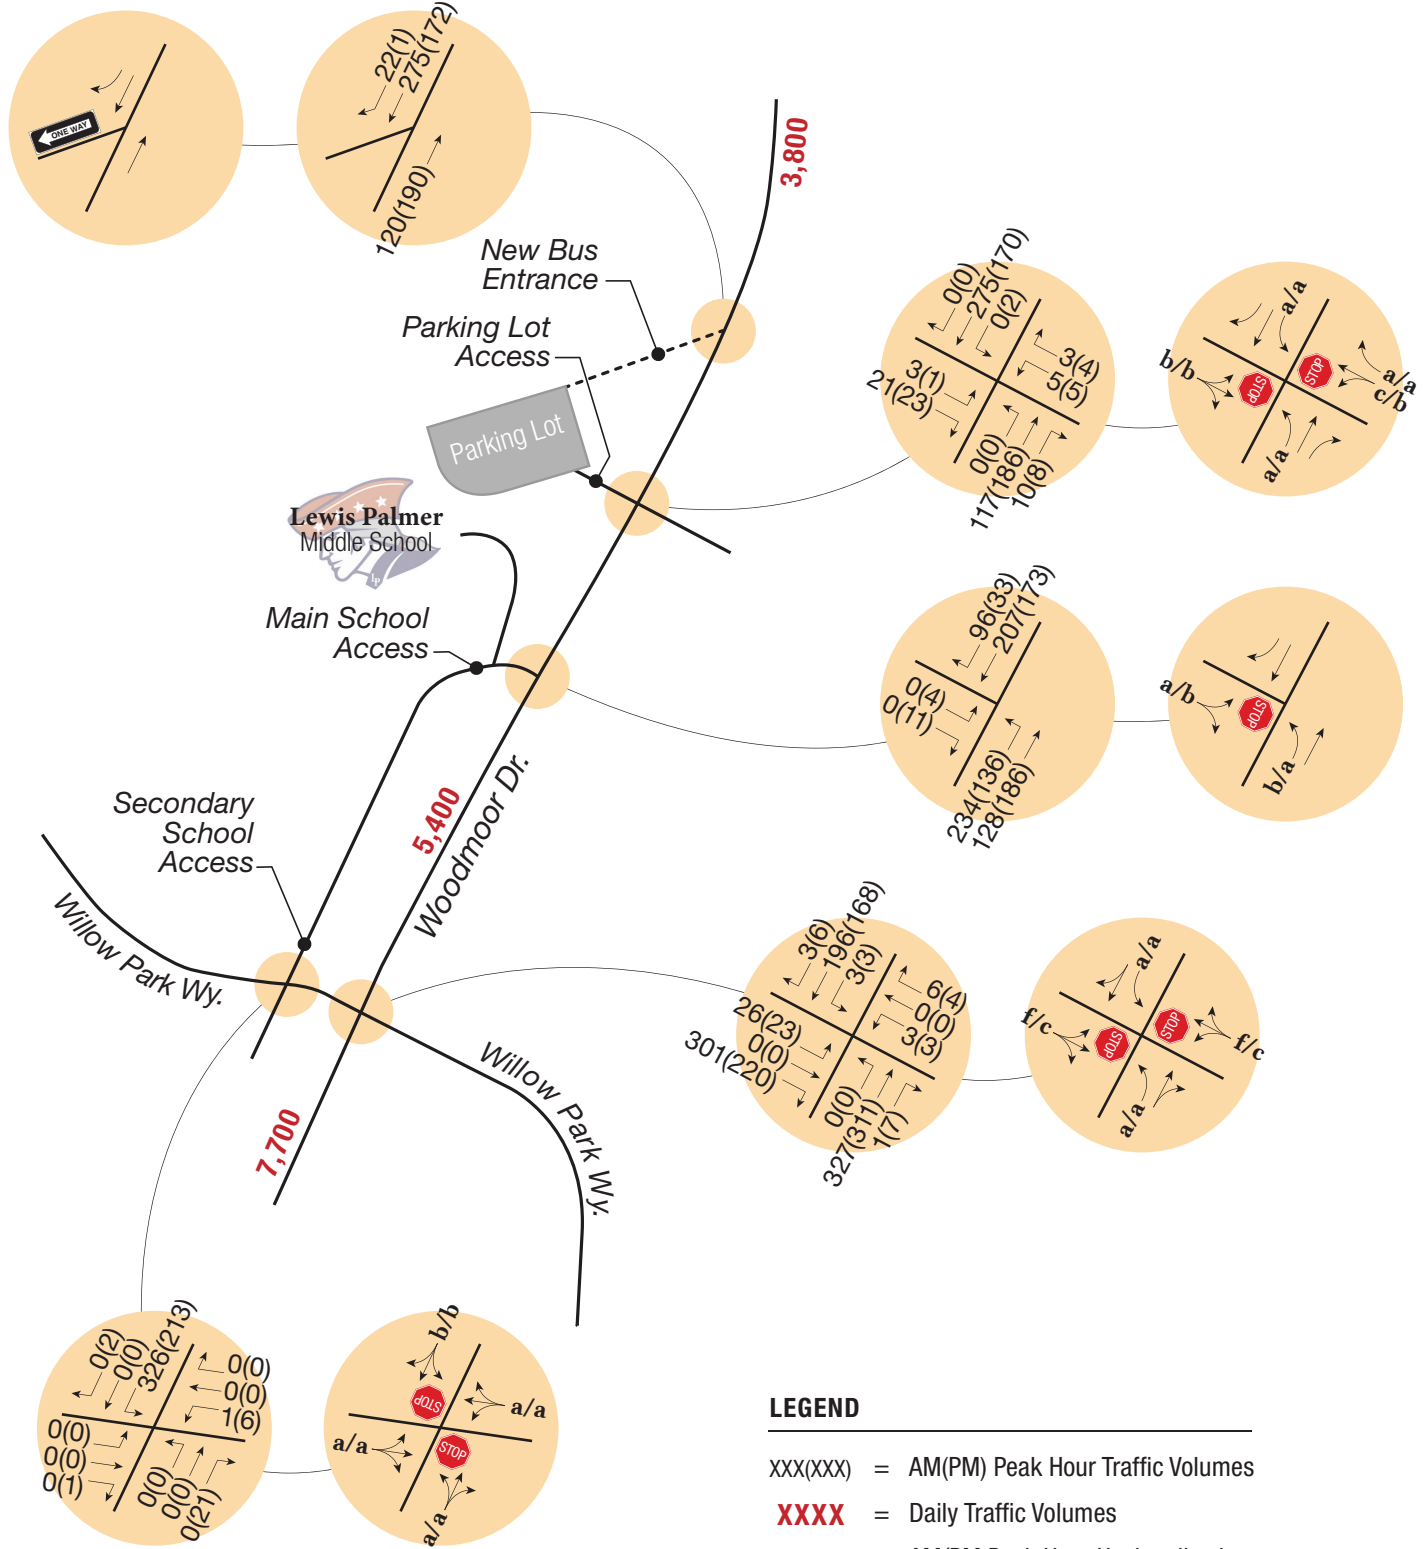 ONE WAY
22(1)
275(172)
120(190)
3,800
New Bus
Entrance
Parking Lot
Access
Parking Lot
0(0)
275(170)
0(2)
3(4)
5(5)
3(1)
21(23)
0(0)
117(186)
10(8)
a/a
b/b
STOP
STOP
a/a
c/b
a/a
Lewis Palmer
Middle School
LP
Main School
Access
96(33)
207(173)
0(4)
0(11)
234(136)
128(186)
a/b
STOP
b/a
Secondary
School
Access
5,400
Woodmoor Dr.
Willow Park Wy.
Willow Park Wy.
7,700
3(6)
196(168)
3(3)
6(4)
0(0)
3(3)
26(23)
0(0)
301(220)
0(0)
327(311)
1(7)
a/a
f/c
STOP
STOP
f/c
a/a
0(2)
0(0)
326(213)
0(0)
0(0)
1(6)
0(0)
0(0)
0(1)
0(0)
0(0)
0(21)
b/b
STOP
a/a
a/a
STOP
a/a
LEGEND
XXX(XXX) = AM(PM) Peak Hour Traffic Volumes
XXXX = Daily Traffic Volumes